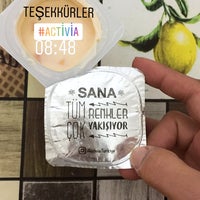 TEŞEKKÜRLER
#ACTİVİA
08:48
SANA
TÜM RENKLER
ÇOK YAKIŞIYOR